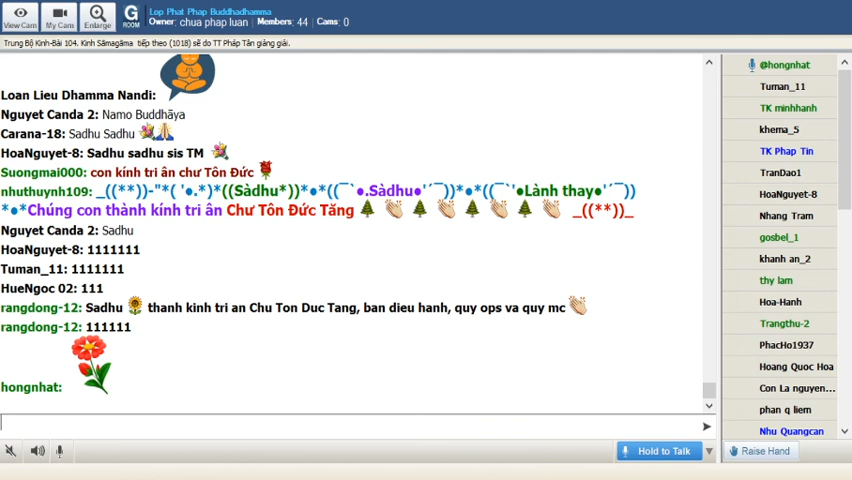 Lop Phat Phap Buddhadhamma
Owner: chua phap luan Members: 44 Cams: 0
View Cam My Cam Enlarge G ROOM
Trung Bộ Kinh-Bài 104. Kinh Sāmagāma tiếp theo (1018) sẽ do TT Pháp Tân giảng giải.
Loan Lieu Dhamma Nandi:
Nguyet Canda 2: Namo Buddhāya
Carana-18: Sadhu Sadhu
HoaNguyet-8: Sadhu sadhu sis TM
Suongmai000: con kính tri ân chư Tôn Đức
nhuthuynh109: _((**))-"*( '●.*)*((Sàdhu*))*●*((¯`●.Sàdhu●'´¯))*●*((¯`'●Lành thay●'´¯))
*●*Chúng con thành kính tri ân Chư Tôn Đức Tăng _((**))_
Nguyet Canda 2: Sadhu
HoaNguyet-8: 1111111
Tuman_11: 1111111
HueNgoc 02: 111
rangdong-12: Sadhu thanh kinh tri an Chu Ton Duc Tang, ban dieu hanh, quy ops va quy mc
rangdong-12: 111111
hongnhat:
Hold to Talk
@hongnhat
Tuman_11
TK minhhanh
khema_5
TK Phap Tin
TranDao1
HoaNguyet-8
Nhang Tram
gosbel_1
khanh an_2
thy lam
Hoa-Hanh
Trangthu-2
PhacHo1937
Hoang Quoc Hoa
Con La nguyen...
phan q liem
Nhu Quangcan
Raise Hand